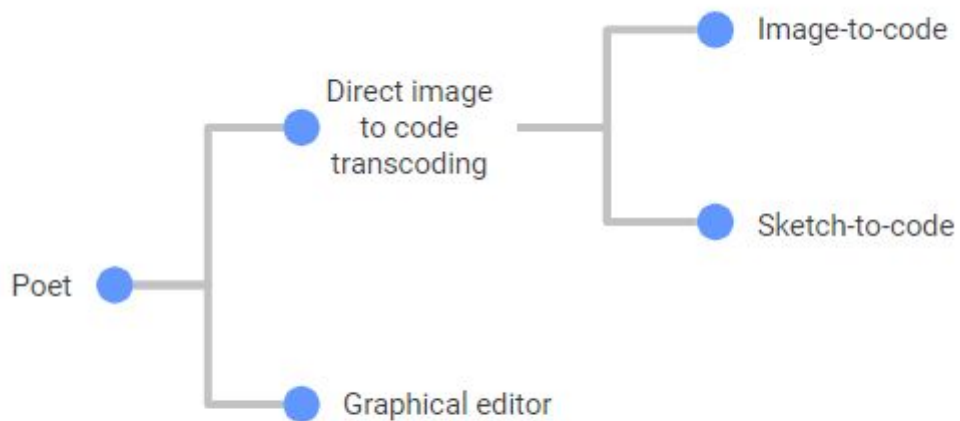 Image-to-code
Direct image
to code
transcoding
Sketch-to-code
Poet
Graphical editor